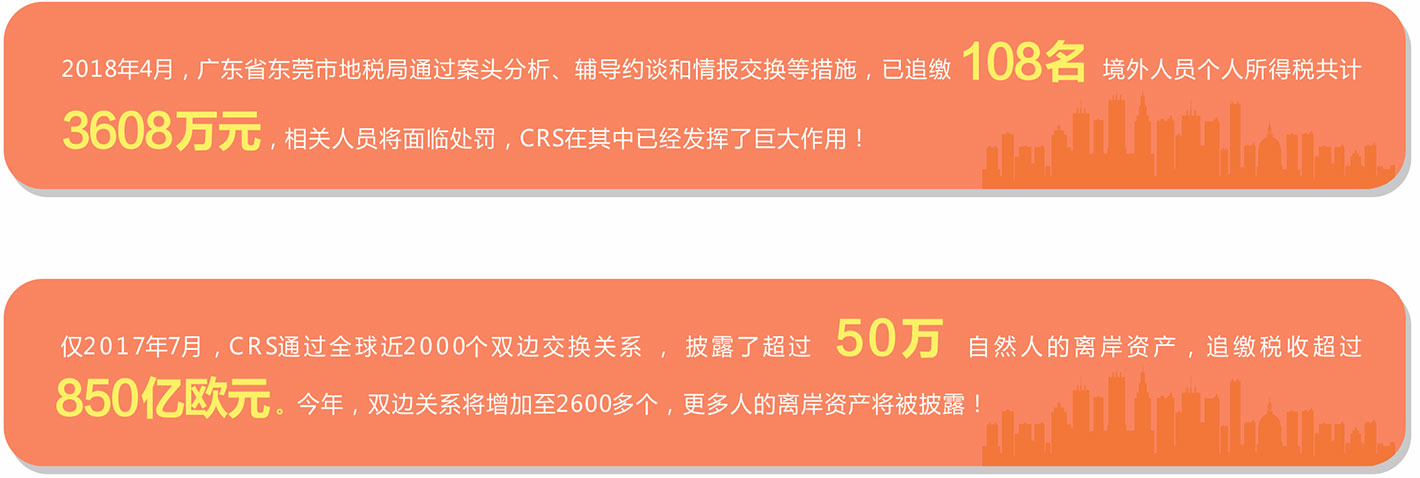 2018年4月，广东省东莞市地税局通过案头分析、辅导约谈和情报交换等措施，已追缴 108名 境外人员个人所得税共计
3608万元，相关人员将面临处罚，CRS在其中已经发挥了巨大作用！
仅2017年7月，CRS通过全球近2000个双边交换关系，披露了超过 50万 自然人的离岸资产，追缴税收超过
850亿欧元。今年，双边关系将增加至2600多个，更多人的离岸资产将被披露！